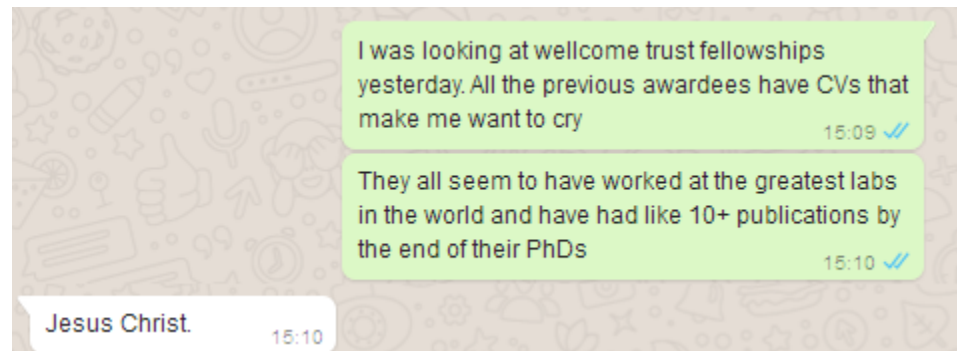 I was looking at wellcome trust fellowships
yesterday. All the previous awardees have CVs that
make me want to cry
15:09
They all seem to have worked at the greatest labs
in the world and have had like 10+ publications by
the end of their PhDs
15:10
Jesus Christ.
15:10